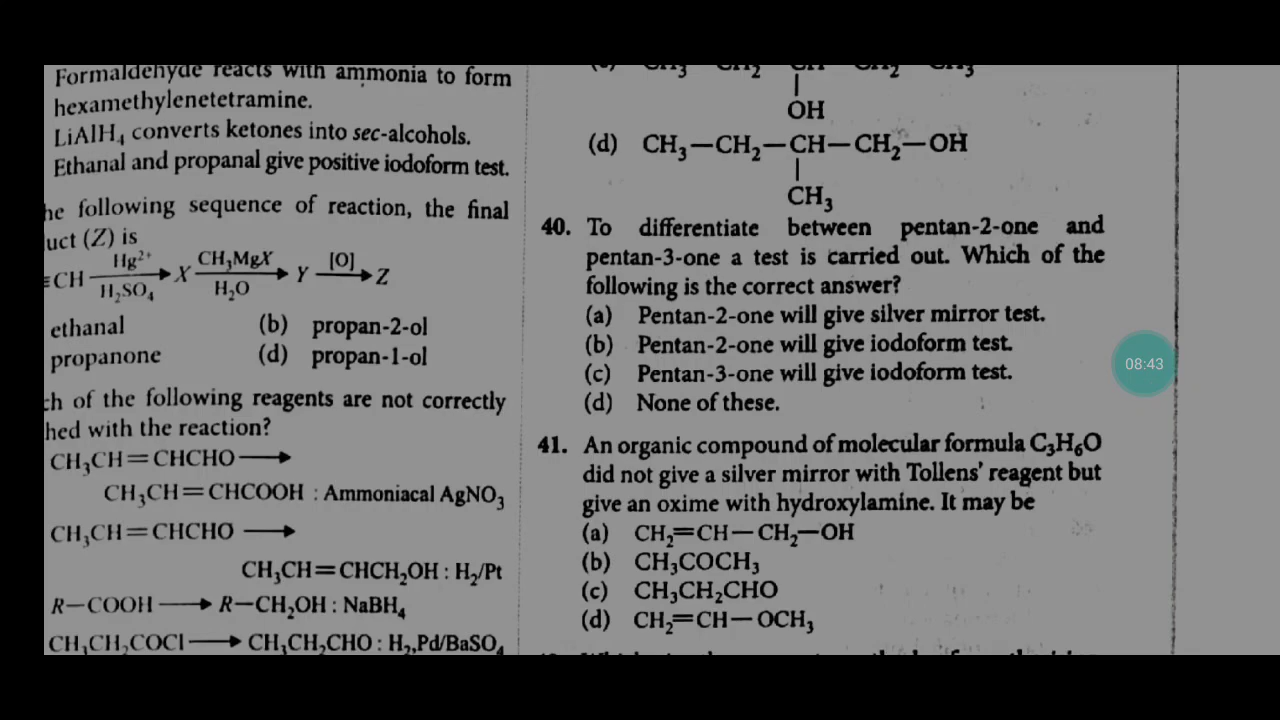 Formaldehyde reacts with ammonia to form
hexamethylenetetramine.
LiAlH₄ converts ketones into sec-alcohols.
Ethanal and propanal give positive iodoform test.
he following sequence of reaction, the final
uct (Z) is
≡CH —Hg²⁺/H₂SO₄→ X —CH₃MgX/H₂O→ Y —[O]→ Z
ethanal (b) propan-2-ol
propanone (d) propan-1-ol
ch of the following reagents are not correctly
hed with the reaction?
CH₃CH=CHCHO ⟶
CH₃CH=CHCOOH : Ammoniacal AgNO₃
CH₃CH=CHCHO ⟶
CH₃CH=CHCH₂OH : H₂/Pt
R—COOH ⟶ R—CH₂OH : NaBH₄
CH₃CH₂COCl ⟶ CH₃CH₂CHO : H₂,Pd/BaSO₄
OH
(d) CH₃—CH₂—CH—CH₂—OH
CH₃
40. To differentiate between pentan-2-one and
pentan-3-one a test is carried out. Which of the
following is the correct answer?
(a) Pentan-2-one will give silver mirror test.
(b) Pentan-2-one will give iodoform test.
(c) Pentan-3-one will give iodoform test.
(d) None of these.
41. An organic compound of molecular formula C₃H₆O
did not give a silver mirror with Tollens' reagent but
give an oxime with hydroxylamine. It may be
(a) CH₂=CH—CH₂—OH
(b) CH₃COCH₃
(c) CH₃CH₂CHO
(d) CH₂=CH—OCH₃
08:43